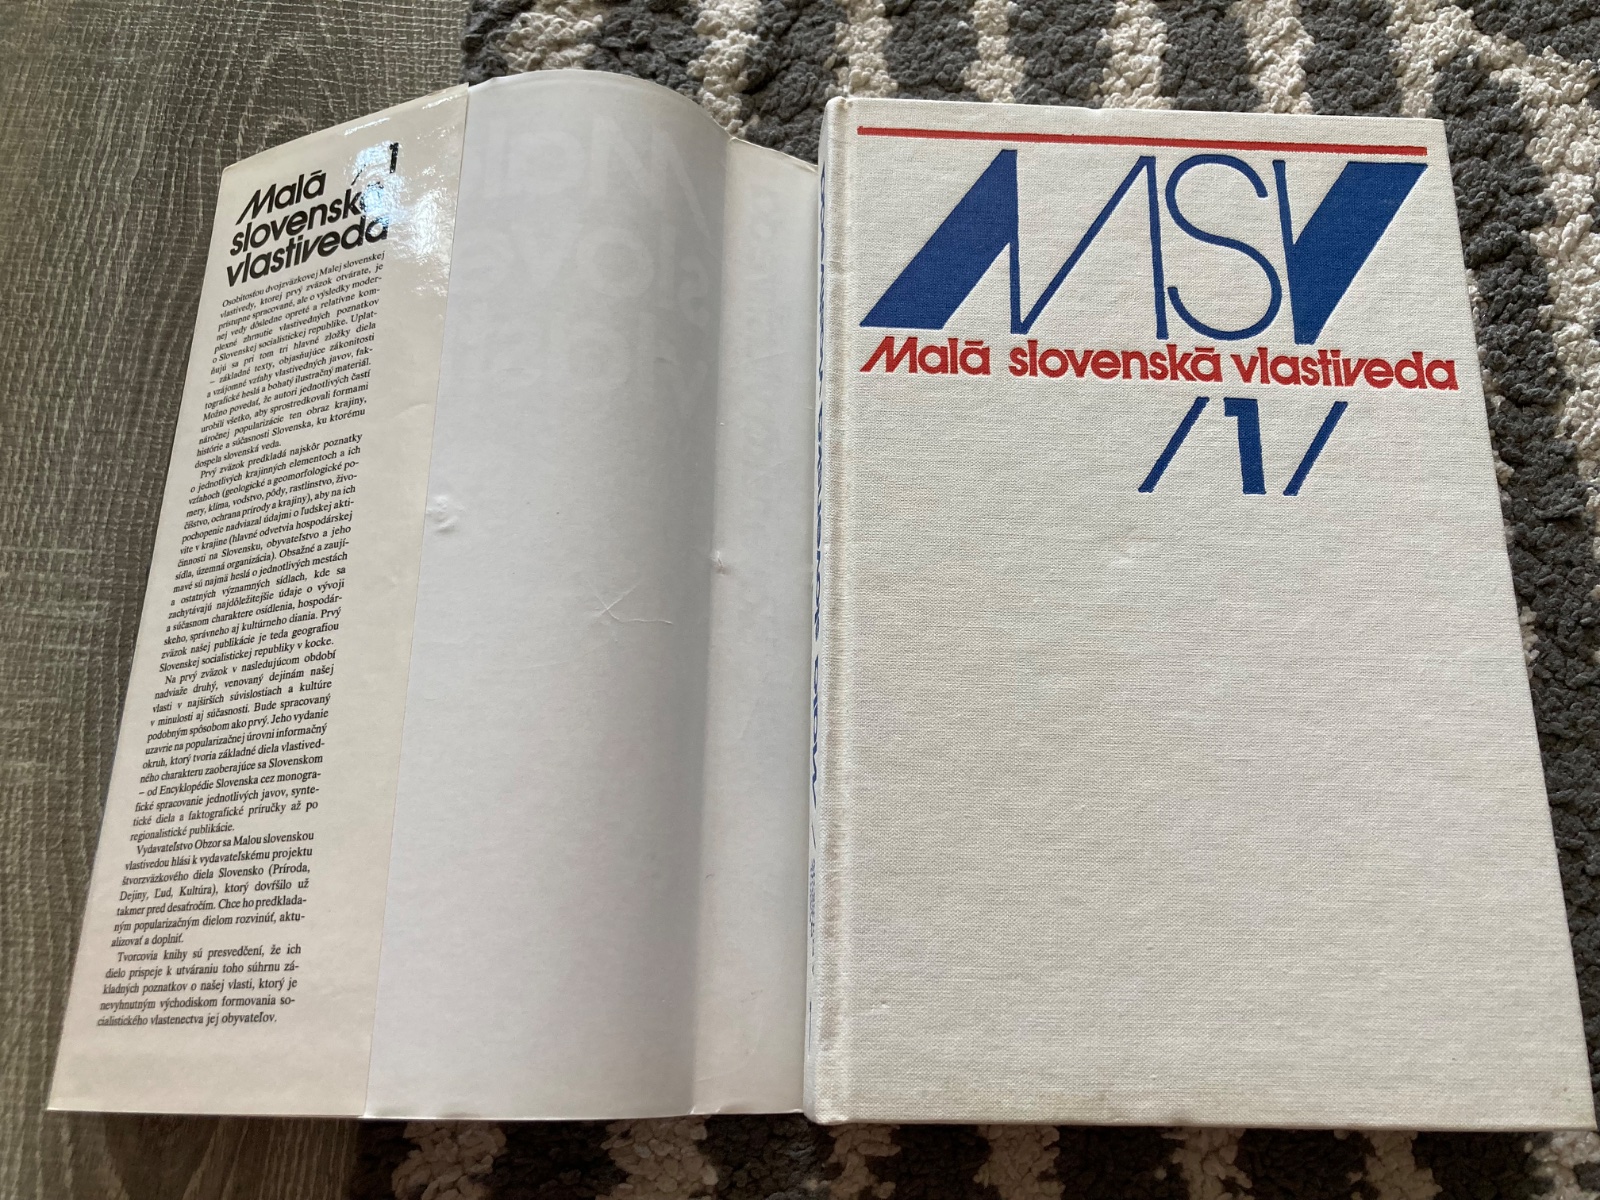 Malá /1
slovenská
vlastiveda
Osobitosťou dvojzväzkovej Malej slovenskej
vlastivedy, ktorej prvý zväzok otvárate, je
prístupne spracované, ale o výsledky moder-
nej vedy dôsledne opreté a relatívne kom-
plexné zhrnutie vlastivedných poznatkov
o Slovenskej socialistickej republike. Uplat-
ňujú sa pri tom tri hlavné zložky diela
– základné texty, objasňujúce zákonitosti
a vzájomné vzťahy vlastivedných javov, fak-
tografické heslá a bohatý ilustračný materiál.
Možno povedať, že autori jednotlivých častí
urobili všetko, aby sprostredkovali formami
náročnej popularizácie ten obraz krajiny,
histórie a súčasnosti Slovenska, ku ktorému
dospela slovenská veda.
Prvý zväzok predkladá najskôr poznatky
o jednotlivých krajinných elementoch a ich
vzťahoch (geologické a geomorfologické po-
mery, klíma, vodstvo, pôdy, rastlinstvo, živo-
číšstvo, ochrana prírody a krajiny), aby na ich
pochopenie nadviazal údajmi o ľudskej akti-
vite v krajine (hlavné odvetvia hospodárskej
činnosti na Slovensku, obyvateľstvo a jeho
sídla, územná organizácia). Obsažné a zaují-
mavé sú najmä heslá o jednotlivých mestách
a ostatných významných sídlach, kde sa
zachytávajú najdôležitejšie údaje o vývoji
a súčasnom charaktere osídlenia, hospodár-
skeho, správneho aj kultúrneho diania. Prvý
zväzok našej publikácie je teda geografiou
Slovenskej socialistickej republiky v kocke.
Na prvý zväzok v nasledujúcom období
nadviaže druhý, venovaný dejinám našej
vlasti v najširších súvislostiach a kultúre
v minulosti aj súčasnosti. Bude spracovaný
podobným spôsobom ako prvý. Jeho vydanie
uzavrie na popularizačnej úrovni informačný
okruh, ktorý tvoria základné diela vlastived-
ného charakteru zaoberajúce sa Slovenskom
– od Encyklopédie Slovenska cez monogra-
fické spracovanie jednotlivých javov, synte-
tické diela a faktografické príručky až po
regionalistické publikácie.
Vydavateľstvo Obzor sa Malou slovenskou
vlastivedou hlási k vydavateľskému projektu
štvorzväzkového diela Slovensko (Príroda,
Dejiny, Ľud, Kultúra), ktorý dovŕšilo už
takmer pred desaťročím. Chce ho predklada-
ným popularizačným dielom rozvinúť, aktu-
alizovať a doplniť.
Tvorcovia knihy sú presvedčení, že ich
dielo prispeje k utváraniu toho súhrnu zá-
kladných poznatkov o našej vlasti, ktorý je
nevyhnutným východiskom formovania so-
cialistického vlastenectva jej obyvateľov.
MSV
Malá slovenská vlastiveda
/1/